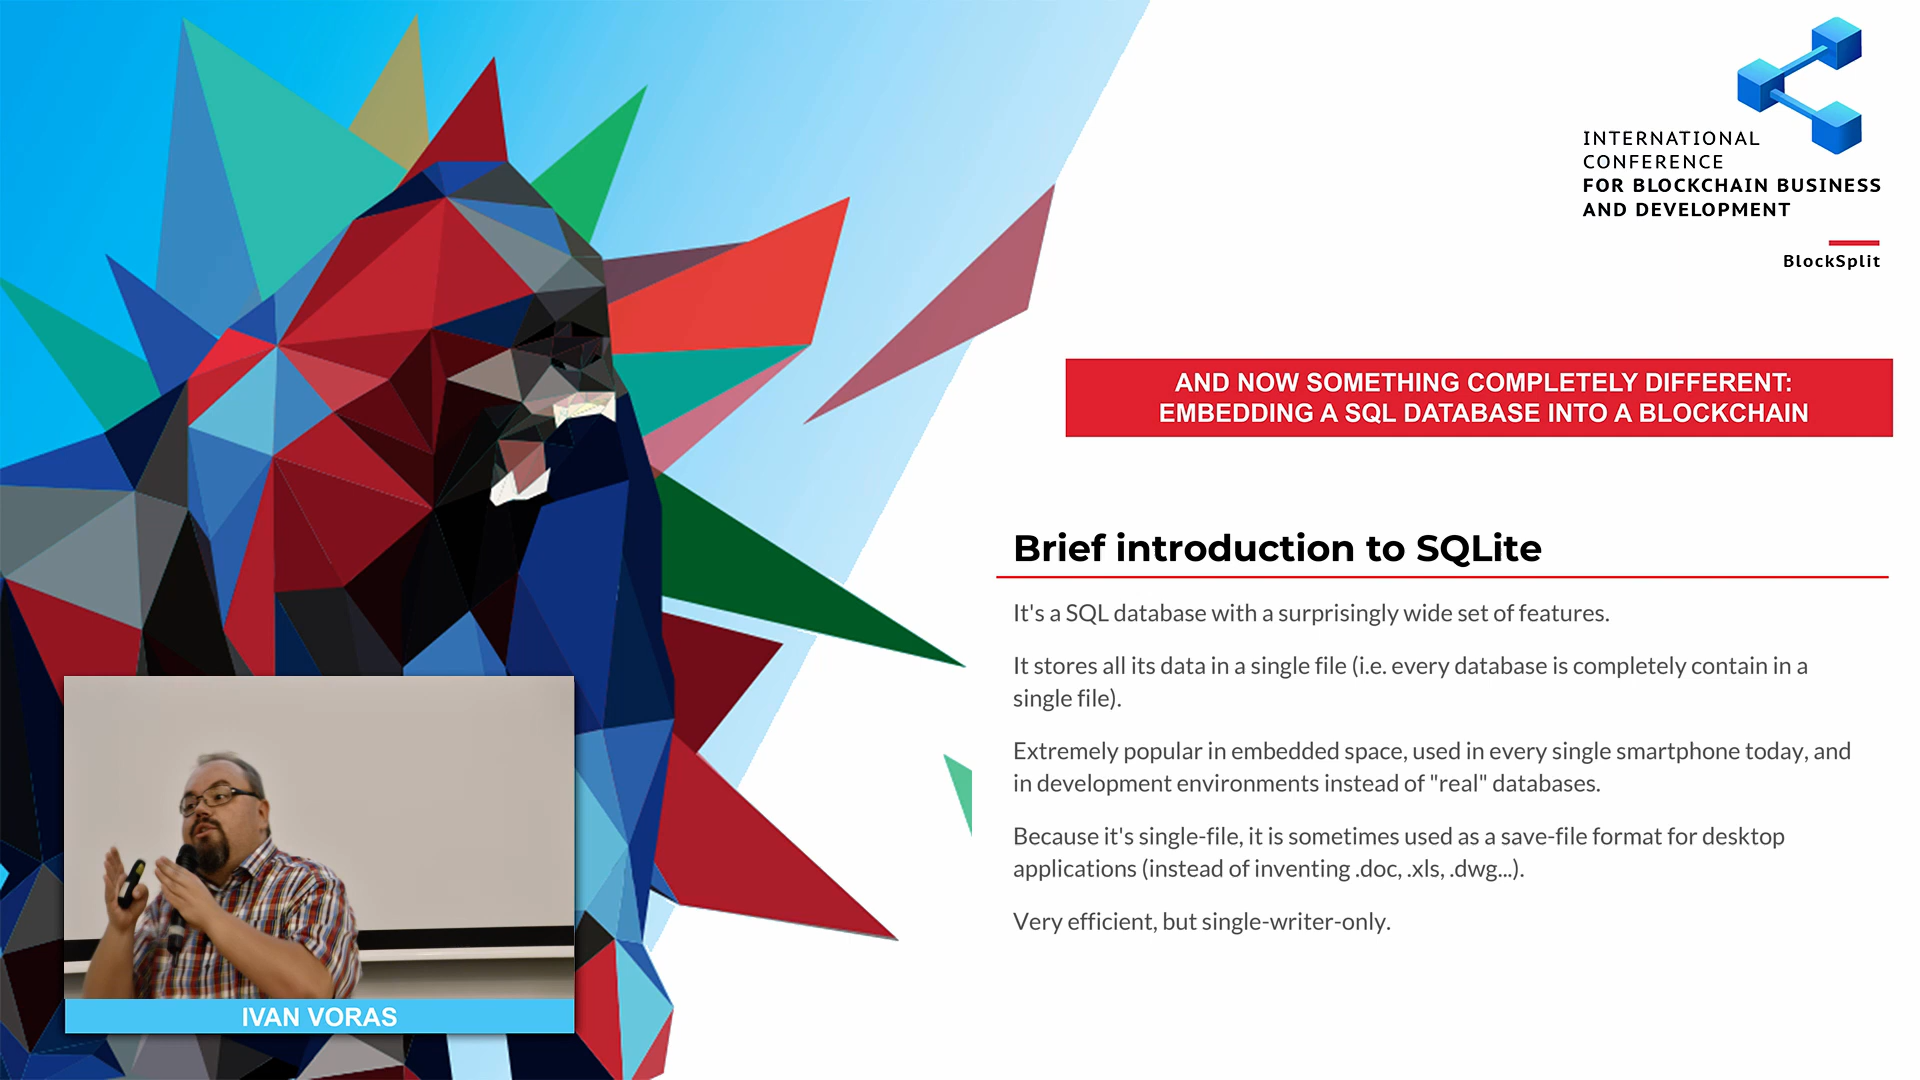 INTERNATIONAL
CONFERENCE
FOR BLOCKCHAIN BUSINESS
AND DEVELOPMENT
BlockSplit
AND NOW SOMETHING COMPLETELY DIFFERENT:
EMBEDDING A SQL DATABASE INTO A BLOCKCHAIN
Brief introduction to SQLite
It's a SQL database with a surprisingly wide set of features.
It stores all its data in a single file (i.e. every database is completely contain in a
single file).
Extremely popular in embedded space, used in every single smartphone today, and
in development environments instead of "real" databases.
Because it's single-file, it is sometimes used as a save-file format for desktop
applications (instead of inventing .doc, .xls, .dwg...).
Very efficient, but single-writer-only.
IVAN VORAS